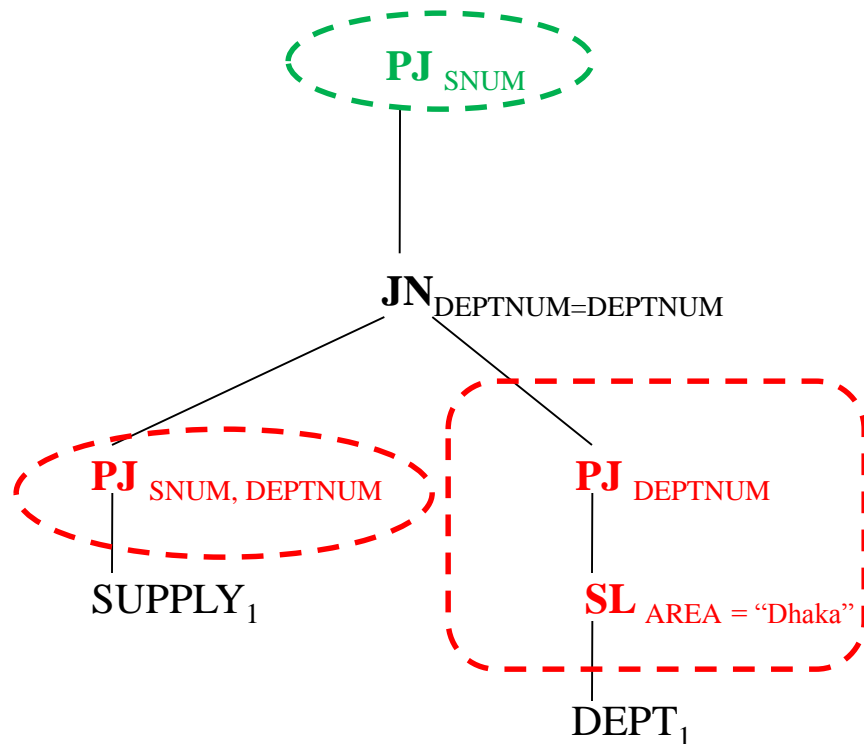 PJ SNUM
JN DEPTNUM=DEPTNUM
PJ SNUM, DEPTNUM
PJ DEPTNUM
SUPPLY1
SL AREA = “Dhaka”
DEPT1